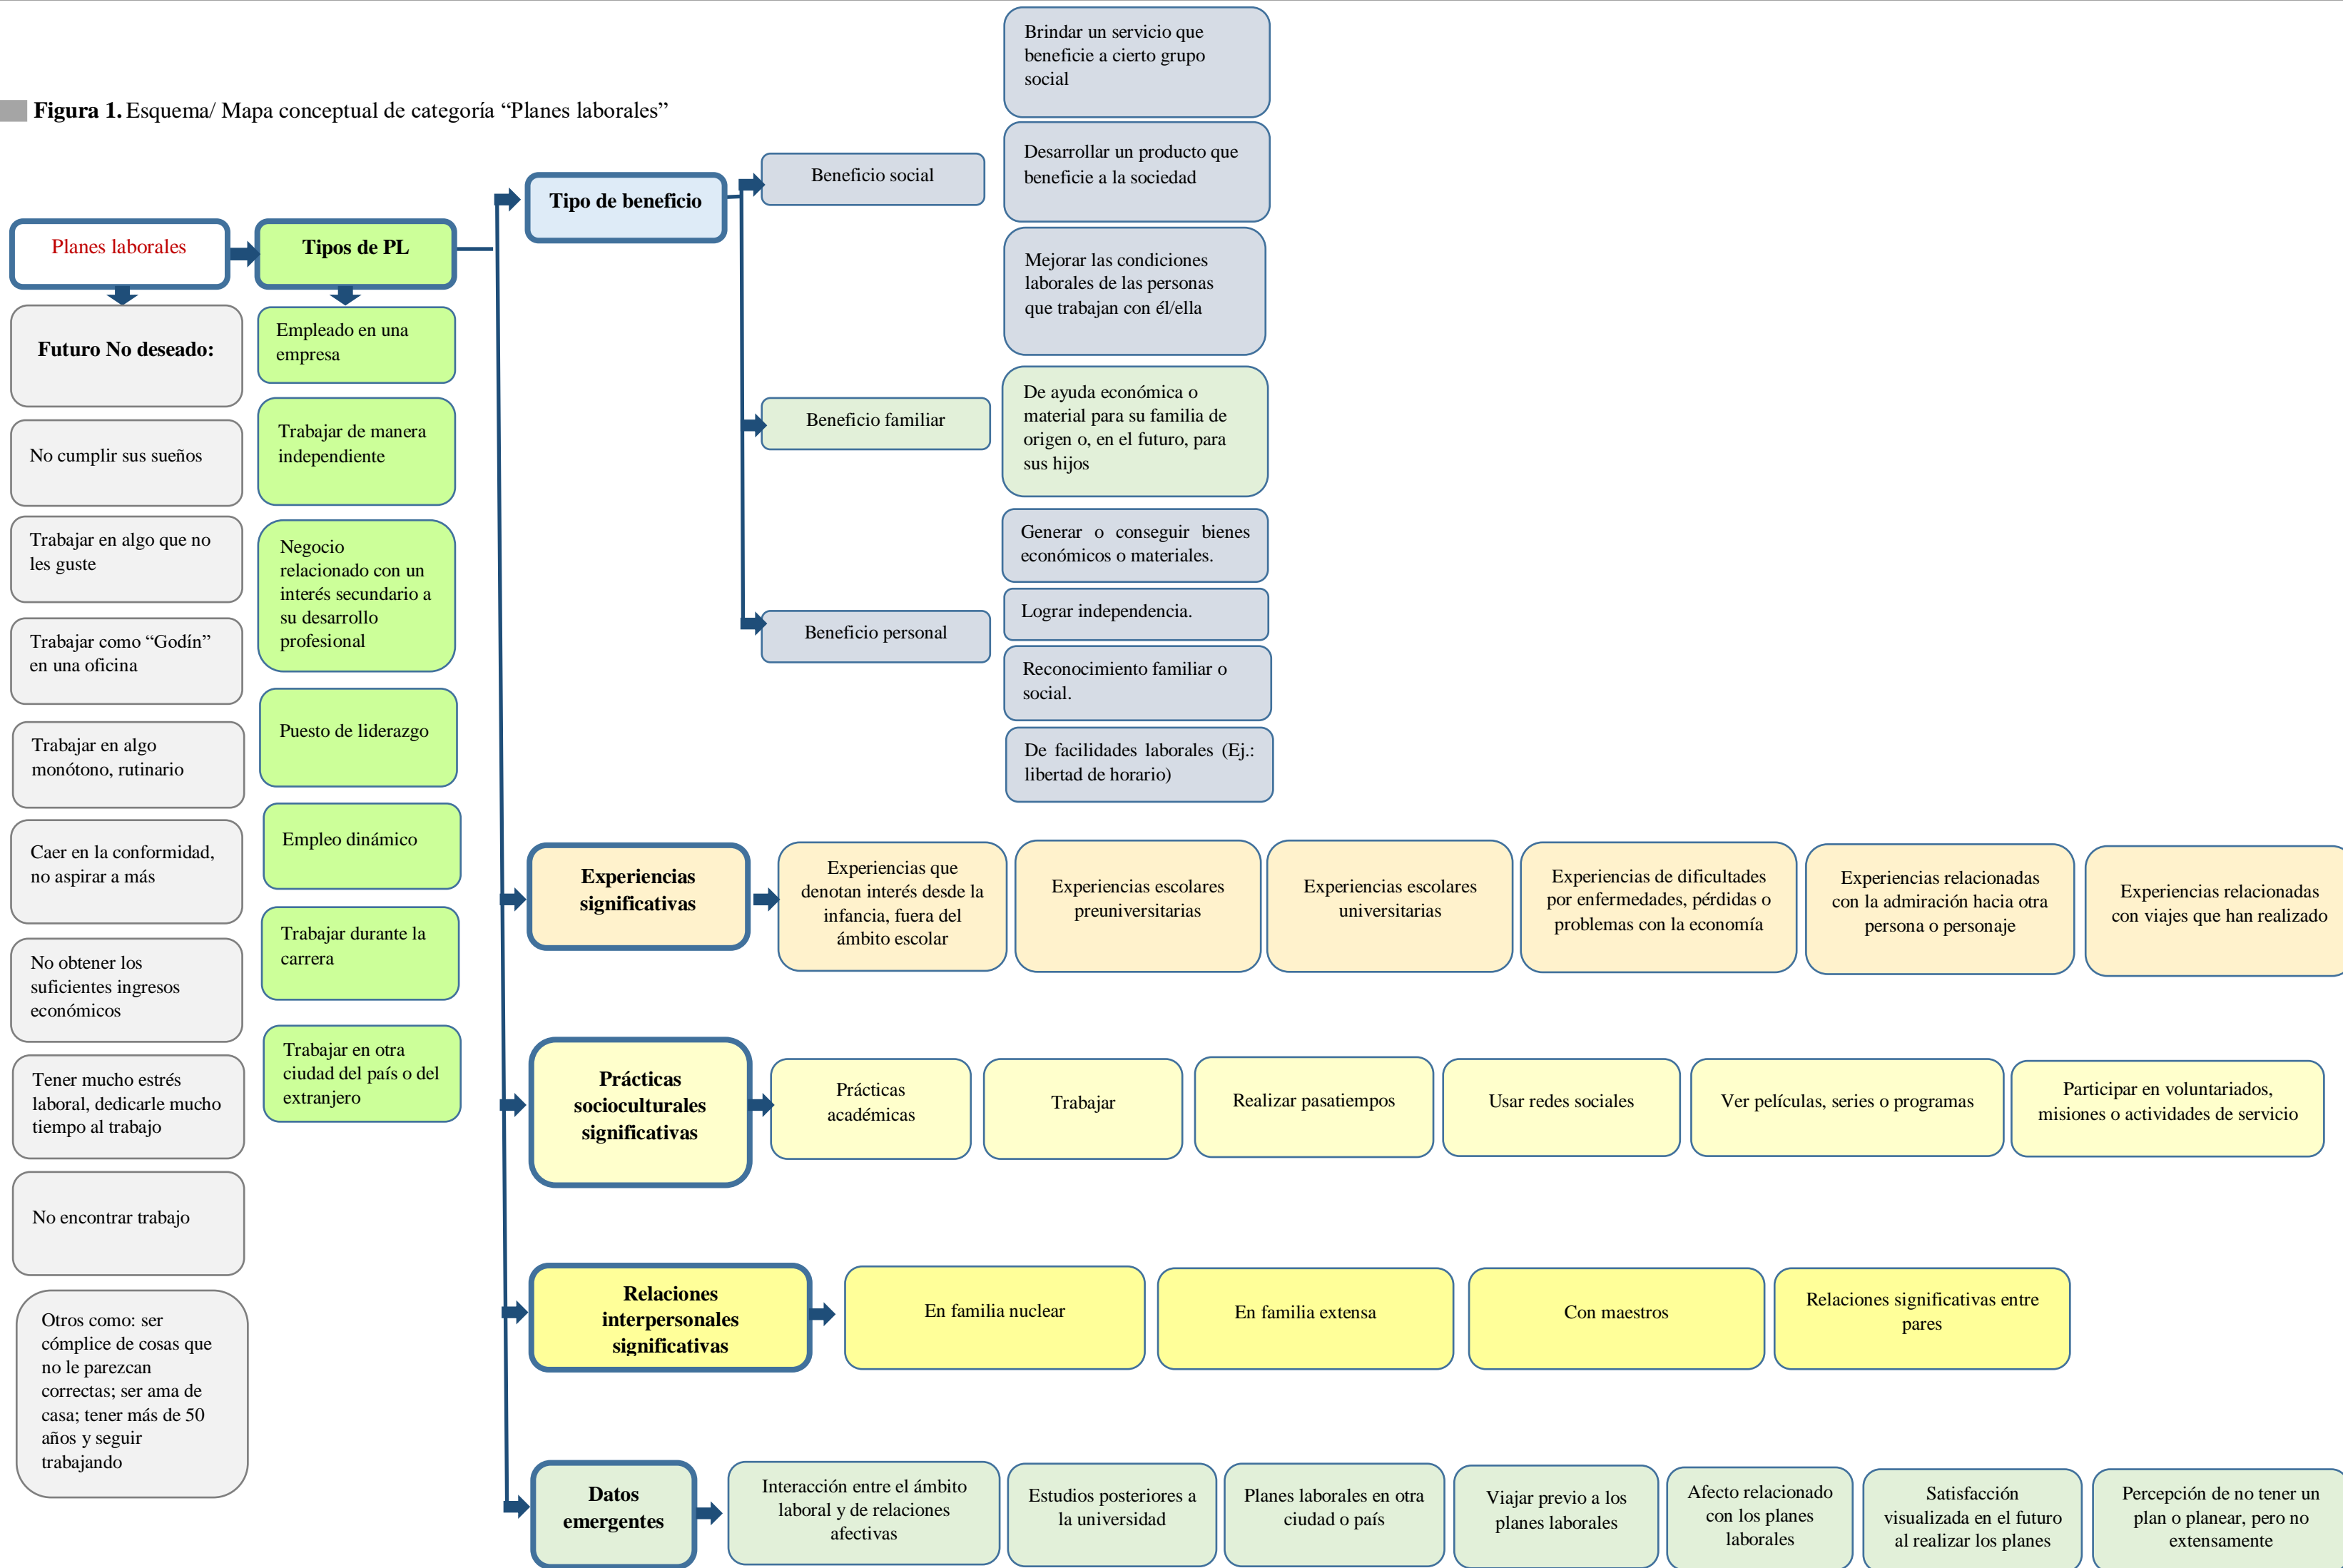 Figura 1. Esquema/ Mapa conceptual de categoría “Planes laborales”
Planes laborales
Futuro No deseado:
No cumplir sus sueños
Trabajar en algo que no
les guste
Trabajar como “Godín”
en una oficina
Trabajar en algo
monótono, rutinario
Caer en la conformidad,
no aspirar a más
No obtener los
suficientes ingresos
económicos
Tener mucho estrés
laboral, dedicarle mucho
tiempo al trabajo
No encontrar trabajo
Otros como: ser
cómplice de cosas que
no le parezcan
correctas; ser ama de
casa; tener más de 50
años y seguir
trabajando
Tipos de PL
Empleado en una
empresa
Trabajar de manera
independiente
Negocio
relacionado con un
interés secundario a
su desarrollo
profesional
Puesto de liderazgo
Empleo dinámico
Trabajar durante la
carrera
Trabajar en otra
ciudad del país o del
extranjero
Tipo de beneficio
Beneficio social
Brindar un servicio que
beneficie a cierto grupo
social
Desarrollar un producto que
beneficie a la sociedad
Mejorar las condiciones
laborales de las personas
que trabajan con él/ella
Beneficio familiar
De ayuda económica o
material para su familia de
origen o, en el futuro, para
sus hijos
Beneficio personal
Generar o conseguir bienes
económicos o materiales.
Lograr independencia.
Reconocimiento familiar o
social.
De facilidades laborales (Ej.:
libertad de horario)
Experiencias
significativas
Experiencias que
denotan interés desde la
infancia, fuera del
ámbito escolar
Experiencias escolares
preuniversitarias
Experiencias escolares
universitarias
Experiencias de dificultades
por enfermedades, pérdidas o
problemas con la economía
Experiencias relacionadas
con la admiración hacia otra
persona o personaje
Experiencias relacionadas
con viajes que han realizado
Prácticas
socioculturales
significativas
Prácticas
académicas
Trabajar
Realizar pasatiempos
Usar redes sociales
Ver películas, series o programas
Participar en voluntariados,
misiones o actividades de servicio
Relaciones
interpersonales
significativas
En familia nuclear
En familia extensa
Con maestros
Relaciones significativas entre
pares
Datos
emergentes
Interacción entre el ámbito
laboral y de relaciones
afectivas
Estudios posteriores a
la universidad
Planes laborales en otra
ciudad o país
Viajar previo a los
planes laborales
Afecto relacionado
con los planes
laborales
Satisfacción
visualizada en el futuro
al realizar los planes
Percepción de no tener un
plan o planear, pero no
extensamente